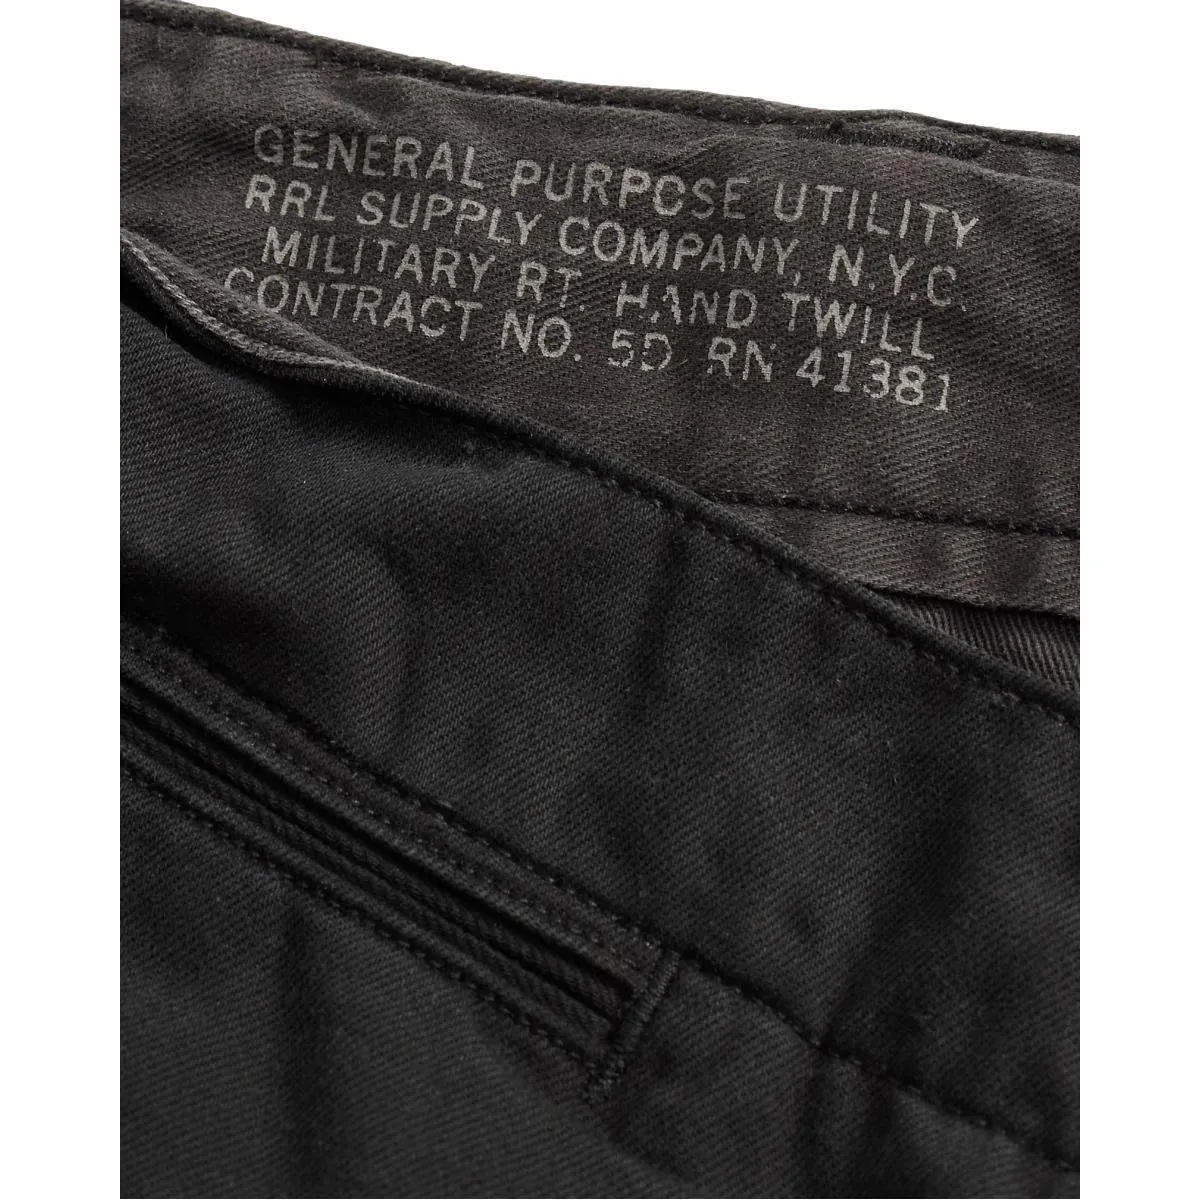 GENERAL PURPOSE UTILITY
RRL SUPPLY COMPANY, N.Y.C.
MILITARY RT. HAND TWILL
CONTRACT NO. 5D RN 41381